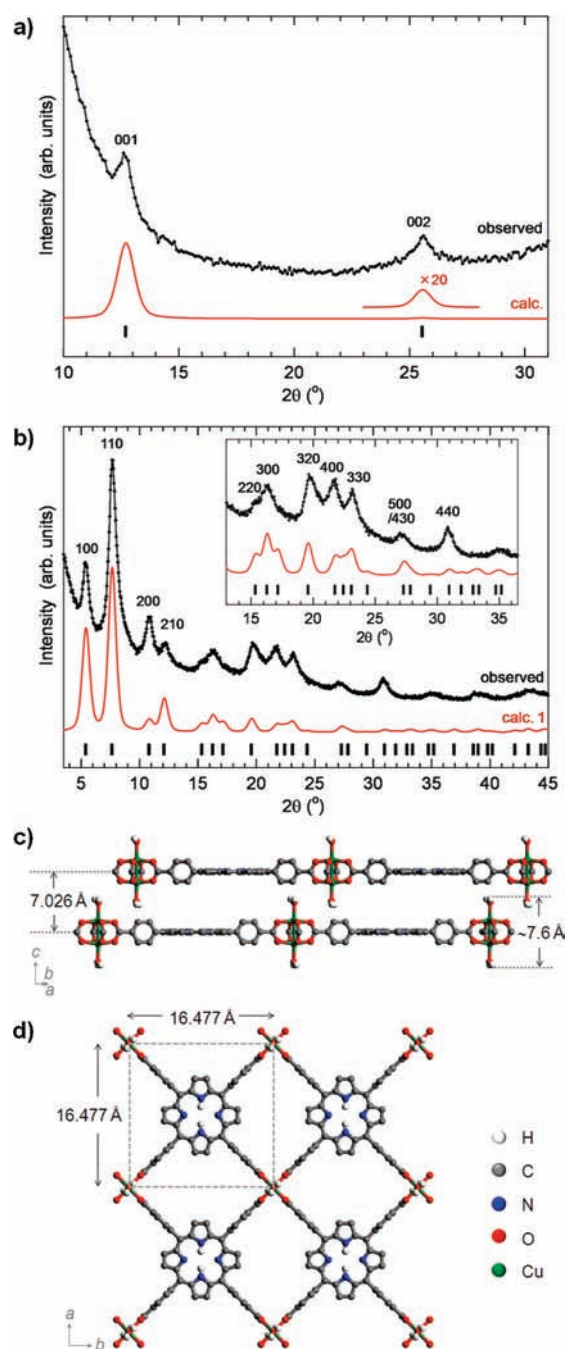 a)
Intensity (arb. units)
001
002
observed
×20
calc.
10
15
20
25
30
2θ (°)
b)
Intensity (arb. units)
100
110
200
210
220
300
320
400
330
500
/430
440
15
20
25
30
35
2θ (°)
observed
calc. 1
5
10
15
20
25
30
35
40
45
2θ (°)
c)
7.026 Å
~7.6 Å
c
b
a
d)
16.477 Å
16.477 Å
H
C
N
O
Cu
a
b